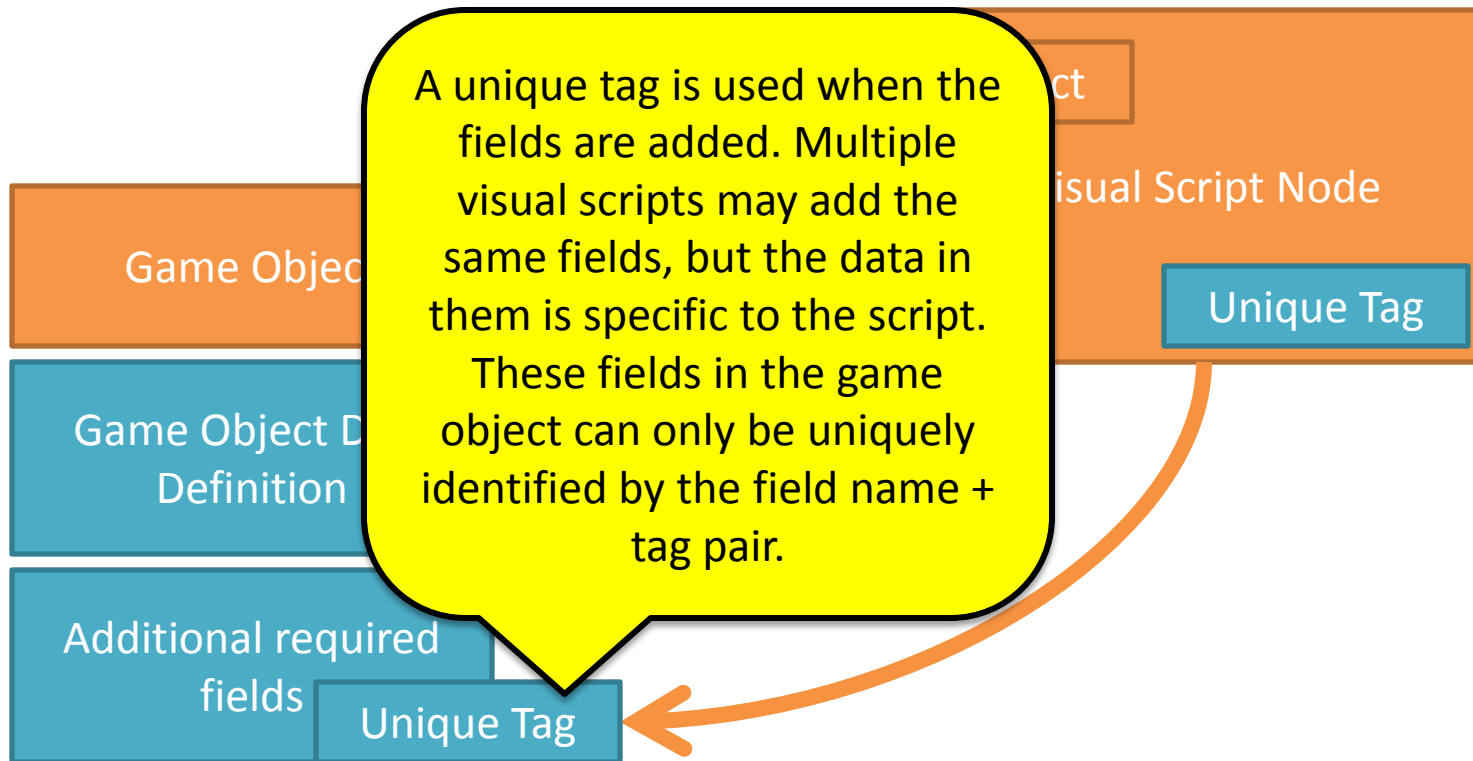 A unique tag is used when the
fields are added. Multiple
visual scripts may add the
same fields, but the data in
them is specific to the script.
These fields in the game
object can only be uniquely
identified by the field name +
tag pair.
ct
isual Script Node
Unique Tag
Game Objec
Game Object D
Definition
Additional required
fields
Unique Tag